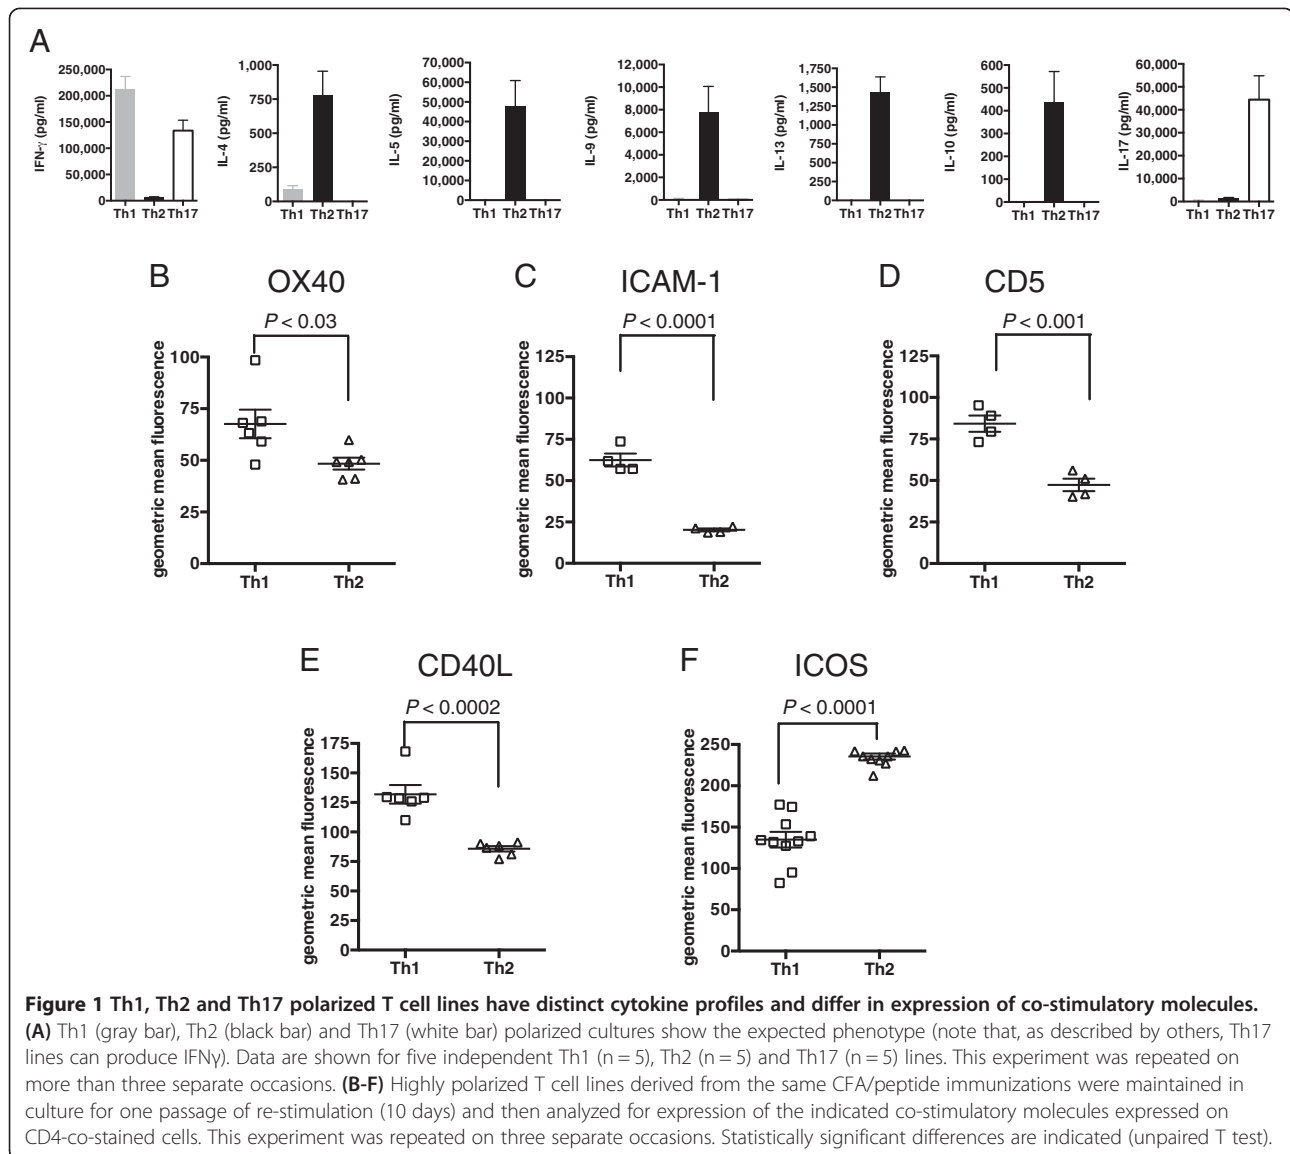 A
IFN-γ (pg/ml)
250,000
200,000
150,000
100,000
50,000
0
Th1 Th2 Th17
IL-4 (pg/ml)
1,000
750
500
250
0
Th1 Th2 Th17
IL-5 (pg/ml)
70,000
60,000
50,000
40,000
30,000
20,000
10,000
0
Th1 Th2 Th17
IL-9 (pg/ml)
12,000
10,000
8,000
6,000
4,000
2,000
0
Th1 Th2 Th17
IL-13 (pg/ml)
1,750
1,500
1,250
1,000
750
500
250
0
Th1 Th2 Th17
IL-10 (pg/ml)
600
500
400
300
200
100
0
Th1 Th2 Th17
IL-17 (pg/ml)
60,000
50,000
40,000
30,000
20,000
10,000
0
Th1 Th2 Th17
B
OX40
P < 0.03
geometric mean fluorescence
100
75
50
25
0
Th1 Th2
C
ICAM-1
P < 0.0001
geometric mean fluorescence
125
100
75
50
25
0
Th1 Th2
D
CD5
P < 0.001
geometric mean fluorescence
125
100
75
50
25
0
Th1 Th2
E
CD40L
P < 0.0002
geometric mean fluorescence
175
150
125
100
75
50
25
0
Th1 Th2
F
ICOS
P < 0.0001
geometric mean fluorescence
250
200
150
100
50
0
Th1 Th2
Figure 1 Th1, Th2 and Th17 polarized T cell lines have distinct cytokine profiles and differ in expression of co-stimulatory molecules.
(A) Th1 (gray bar), Th2 (black bar) and Th17 (white bar) polarized cultures show the expected phenotype (note that, as described by others, Th17
lines can produce IFNγ). Data are shown for five independent Th1 (n = 5), Th2 (n = 5) and Th17 (n = 5) lines. This experiment was repeated on
more than three separate occasions. (B-F) Highly polarized T cell lines derived from the same CFA/peptide immunizations were maintained in
culture for one passage of re-stimulation (10 days) and then analyzed for expression of the indicated co-stimulatory molecules expressed on
CD4-co-stained cells. This experiment was repeated on three separate occasions. Statistically significant differences are indicated (unpaired T test).